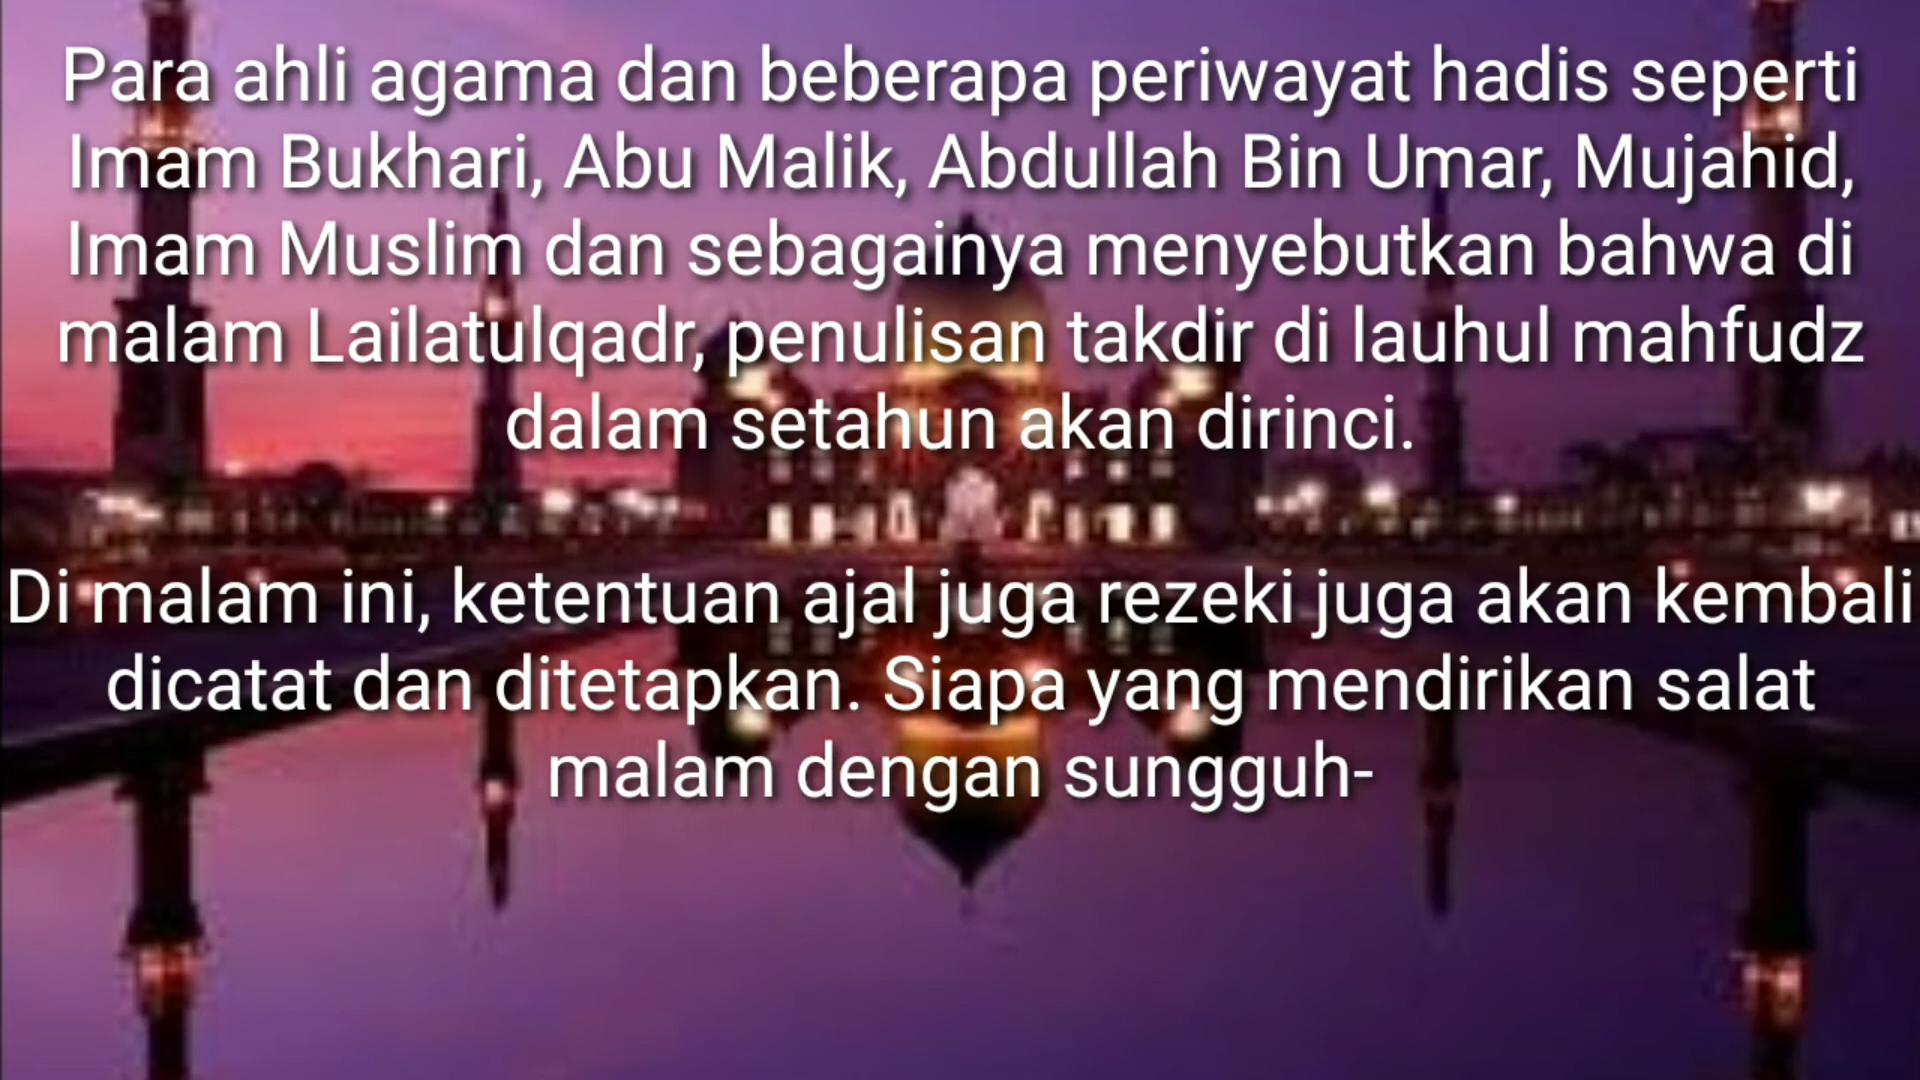 Para ahli agama dan beberapa periwayat hadis seperti
Imam Bukhari, Abu Malik, Abdullah Bin Umar, Mujahid,
Imam Muslim dan sebagainya menyebutkan bahwa di
malam Lailatulqadr, penulisan takdir di lauhul mahfudz
dalam setahun akan dirinci.
Di malam ini, ketentuan ajal juga rezeki juga akan kembali
dicatat dan ditetapkan. Siapa yang mendirikan salat
malam dengan sungguh-